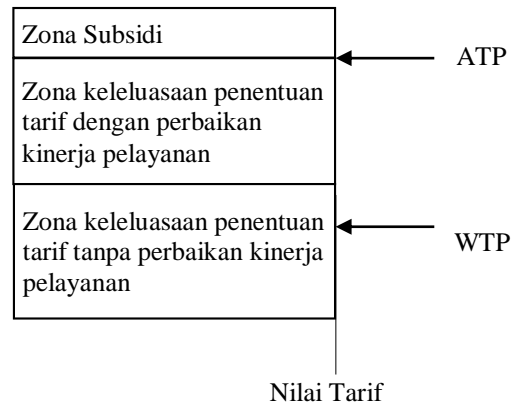 Zona Subsidi
ATP
Zona keleluasaan penentuan
tarif dengan perbaikan
kinerja pelayanan
Zona keleluasaan penentuan
tarif tanpa perbaikan kinerja
pelayanan
WTP
Nilai Tarif